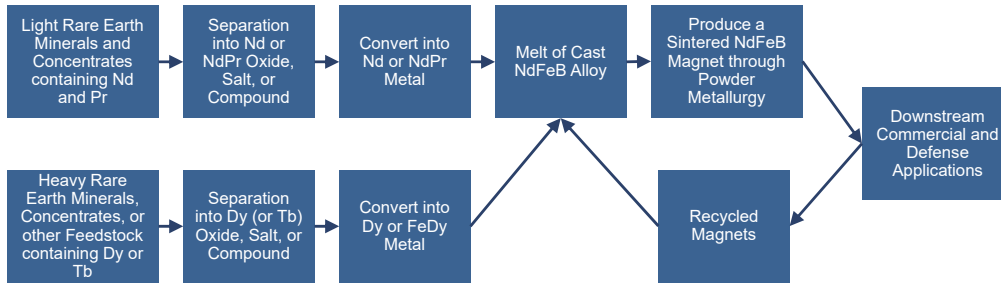 Light Rare Earth
Minerals and
Concentrates
containing Nd
and Pr
Separation
into Nd or
NdPr Oxide,
Salt, or
Compound
Convert into
Nd or NdPr
Metal
Melt of Cast
NdFeB Alloy
Produce a
Sintered NdFeB
Magnet through
Powder
Metallurgy
Downstream
Commercial and
Defense
Applications
Heavy Rare
Earth Minerals,
Concentrates, or
other Feedstock
containing Dy or
Tb
Separation
into Dy (or Tb)
Oxide, Salt, or
Compound
Convert into
Dy or FeDy
Metal
Recycled
Magnets